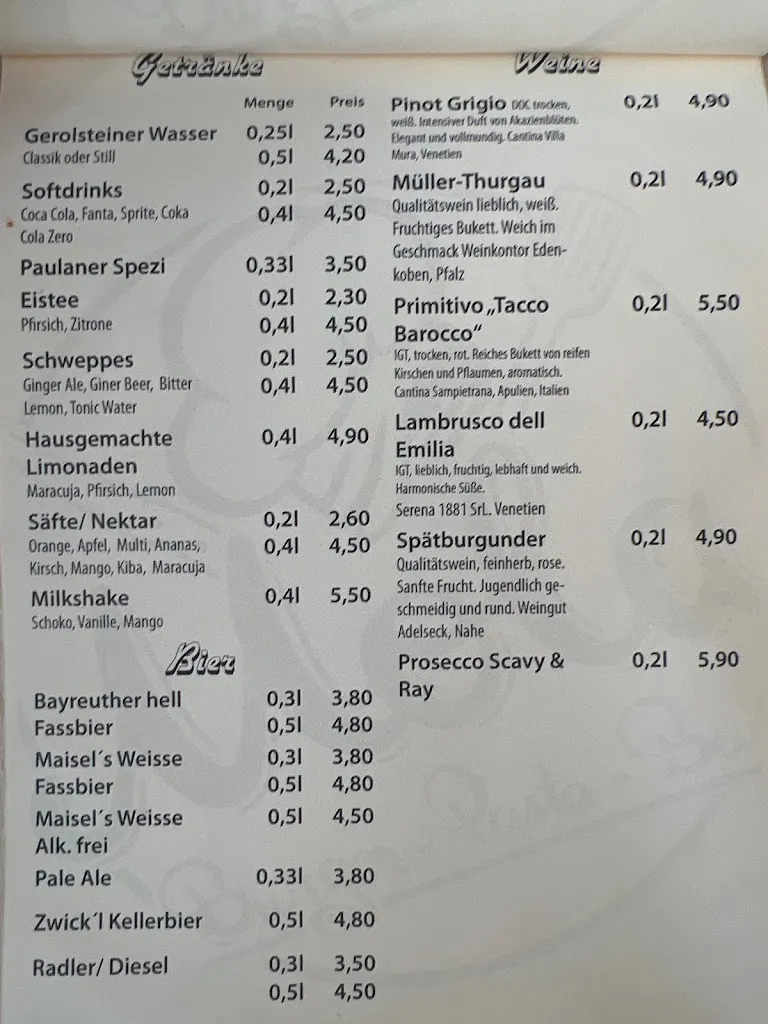 Getränke
Menge Preis
Gerolsteiner Wasser 0,25l 2,50
Classik oder Still 0,5l 4,20
Softdrinks 0,2l 2,50
Coca Cola, Fanta, Sprite, Coka 0,4l 4,50
Cola Zero
Paulaner Spezi 0,33l 3,50
Eistee 0,2l 2,30
Pfirsich, Zitrone 0,4l 4,50
Schweppes 0,2l 2,50
Ginger Ale, Giner Beer, Bitter 0,4l 4,50
Lemon, Tonic Water
Hausgemachte 0,4l 4,90
Limonaden
Maracuja, Pfirsich, Lemon
Säfte/ Nektar 0,2l 2,60
Orange, Apfel, Multi, Ananas, 0,4l 4,50
Kirsch, Mango, Kiba, Maracuja
Milkshake 0,4l 5,50
Schoko, Vanille, Mango
Bier
Bayreuther hell 0,3l 3,80
Fassbier 0,5l 4,80
Maisel´s Weisse 0,3l 3,80
Fassbier 0,5l 4,80
Maisel´s Weisse 0,5l 4,50
Alk. frei
Pale Ale 0,33l 3,80
Zwick´l Kellerbier 0,5l 4,80
Radler/ Diesel 0,3l 3,50
0,5l 4,50
Weine
Pinot Grigio DOC trocken, 0,2l 4,90
weiß. Intensiver Duft von Akazienblüten.
Elegant und vollmundig. Cantina Villa
Mura, Venetien
Müller-Thurgau 0,2l 4,90
Qualitätswein lieblich, weiß.
Fruchtiges Bukett. Weich im
Geschmack Weinkontor Eden-
koben, Pfalz
Primitivo „Tacco 0,2l 5,50
Barocco“
IGT, trocken, rot. Reiches Bukett von reifen
Kirschen und Pflaumen, aromatisch.
Cantina Sampietrana, Apulien, Italien
Lambrusco dell 0,2l 4,50
Emilia
IGT, lieblich, fruchtig, lebhaft und weich.
Harmonische Süße.
Serena 1881 SrL. Venetien
Spätburgunder 0,2l 4,90
Qualitätswein, feinherb, rose.
Sanfte Frucht. Jugendlich ge-
schmeidig und rund. Weingut
Adelseck, Nahe
Prosecco Scavy & 0,2l 5,90
Ray